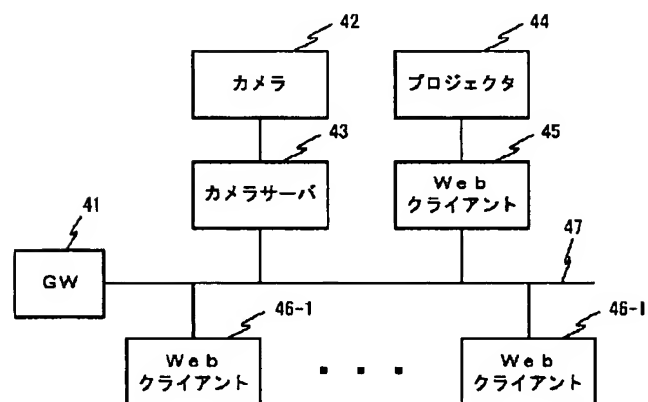 42
44
カメラ
プロジェクタ
43
45
カメラサーバ
Web
クライアント
41
47
GW
46-1
46-I
Web
クライアント
Web
クライアント